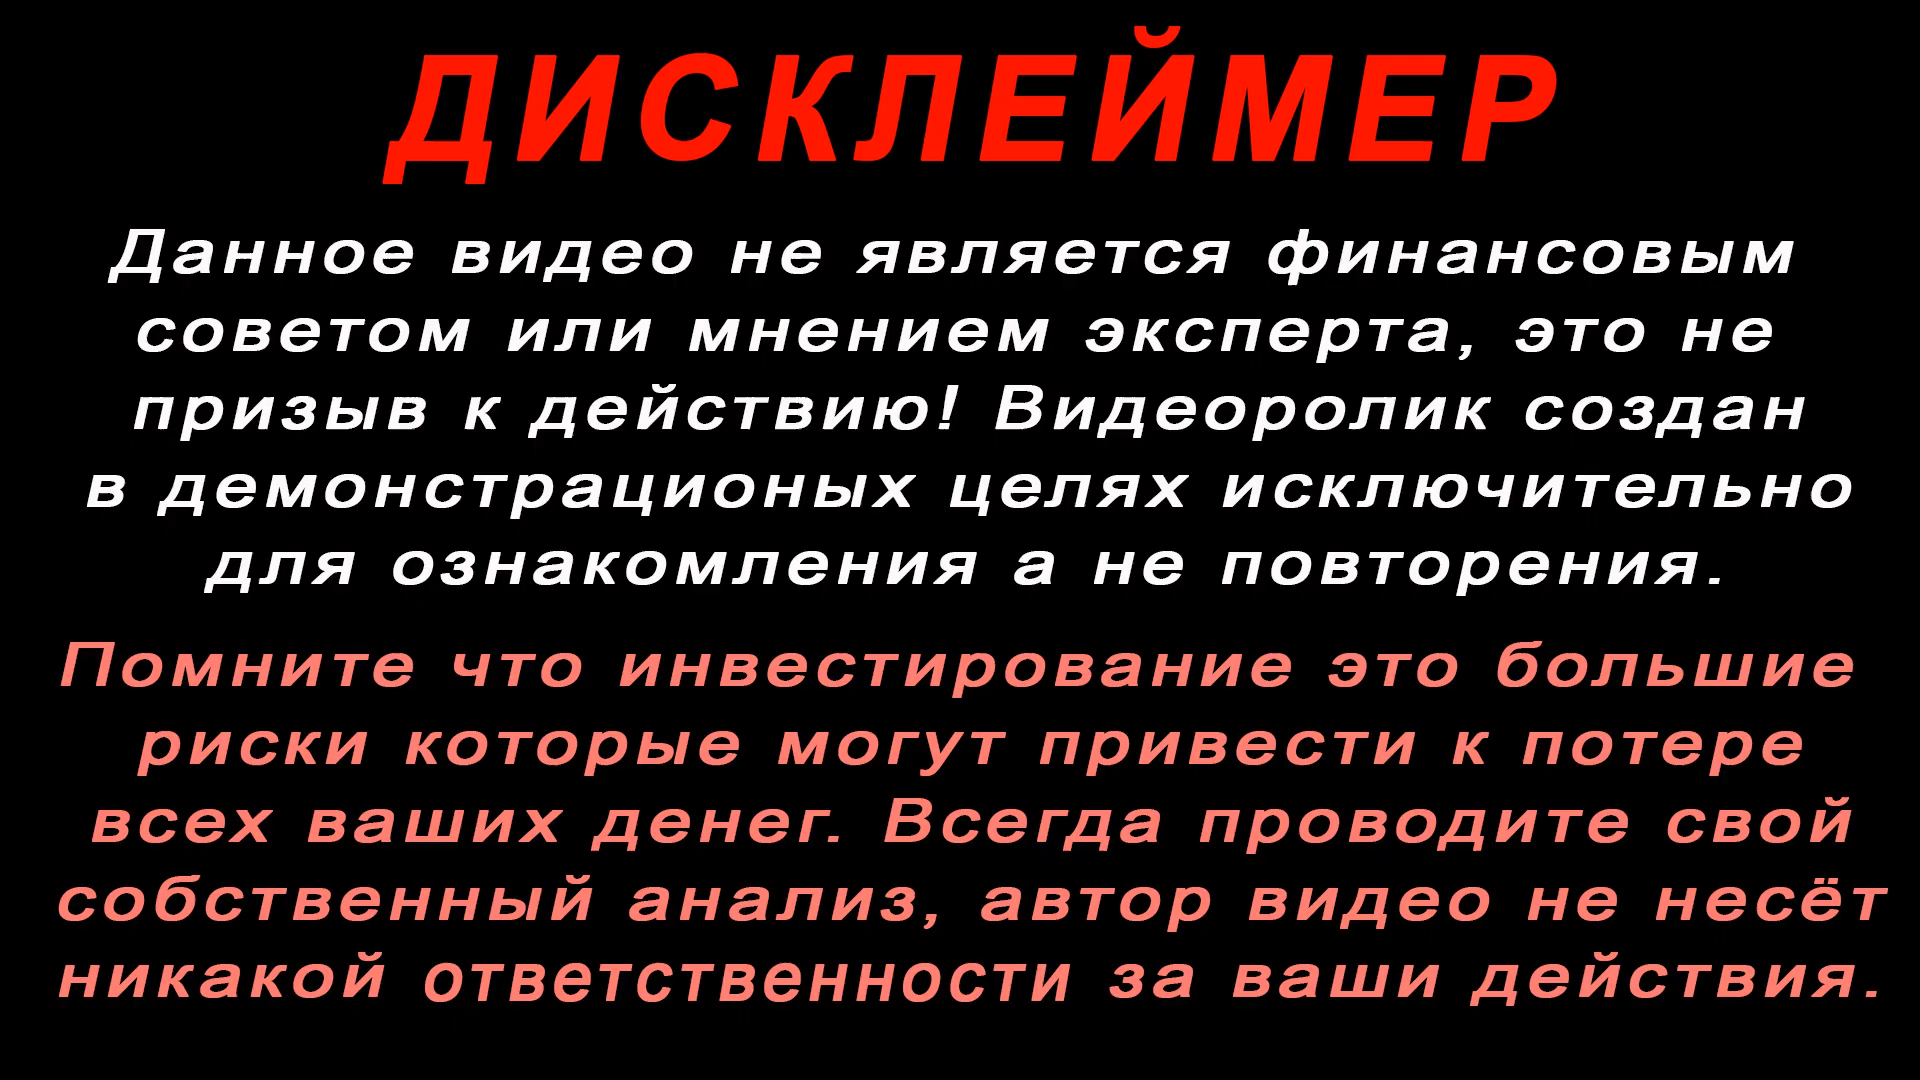 ДИСКЛЕЙМЕР
Данное видео не является финансовым
советом или мнением эксперта, это не
призыв к действию! Видеоролик создан
в демонстрационых целях исключительно
для ознакомления а не повторения.
Помните что инвестирование это большие
риски которые могут привести к потере
всех ваших денег. Всегда проводите свой
собственный анализ, автор видео не несёт
никакой ответственности за ваши действия.